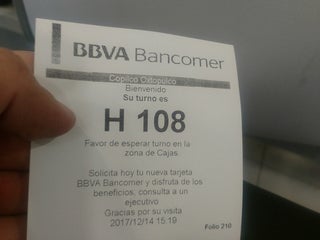 BBVA Bancomer
Copilco Oxtopulco
Bienvenido
Su turno es
H 108
Favor de esperar turno en la
zona de Cajas
Solicita hoy tu nueva tarjeta
BBVA Bancomer y disfruta de los
beneficios, consulta a un
ejecutivo
Gracias por su visita
2017/12/14 15:19
Folio 210